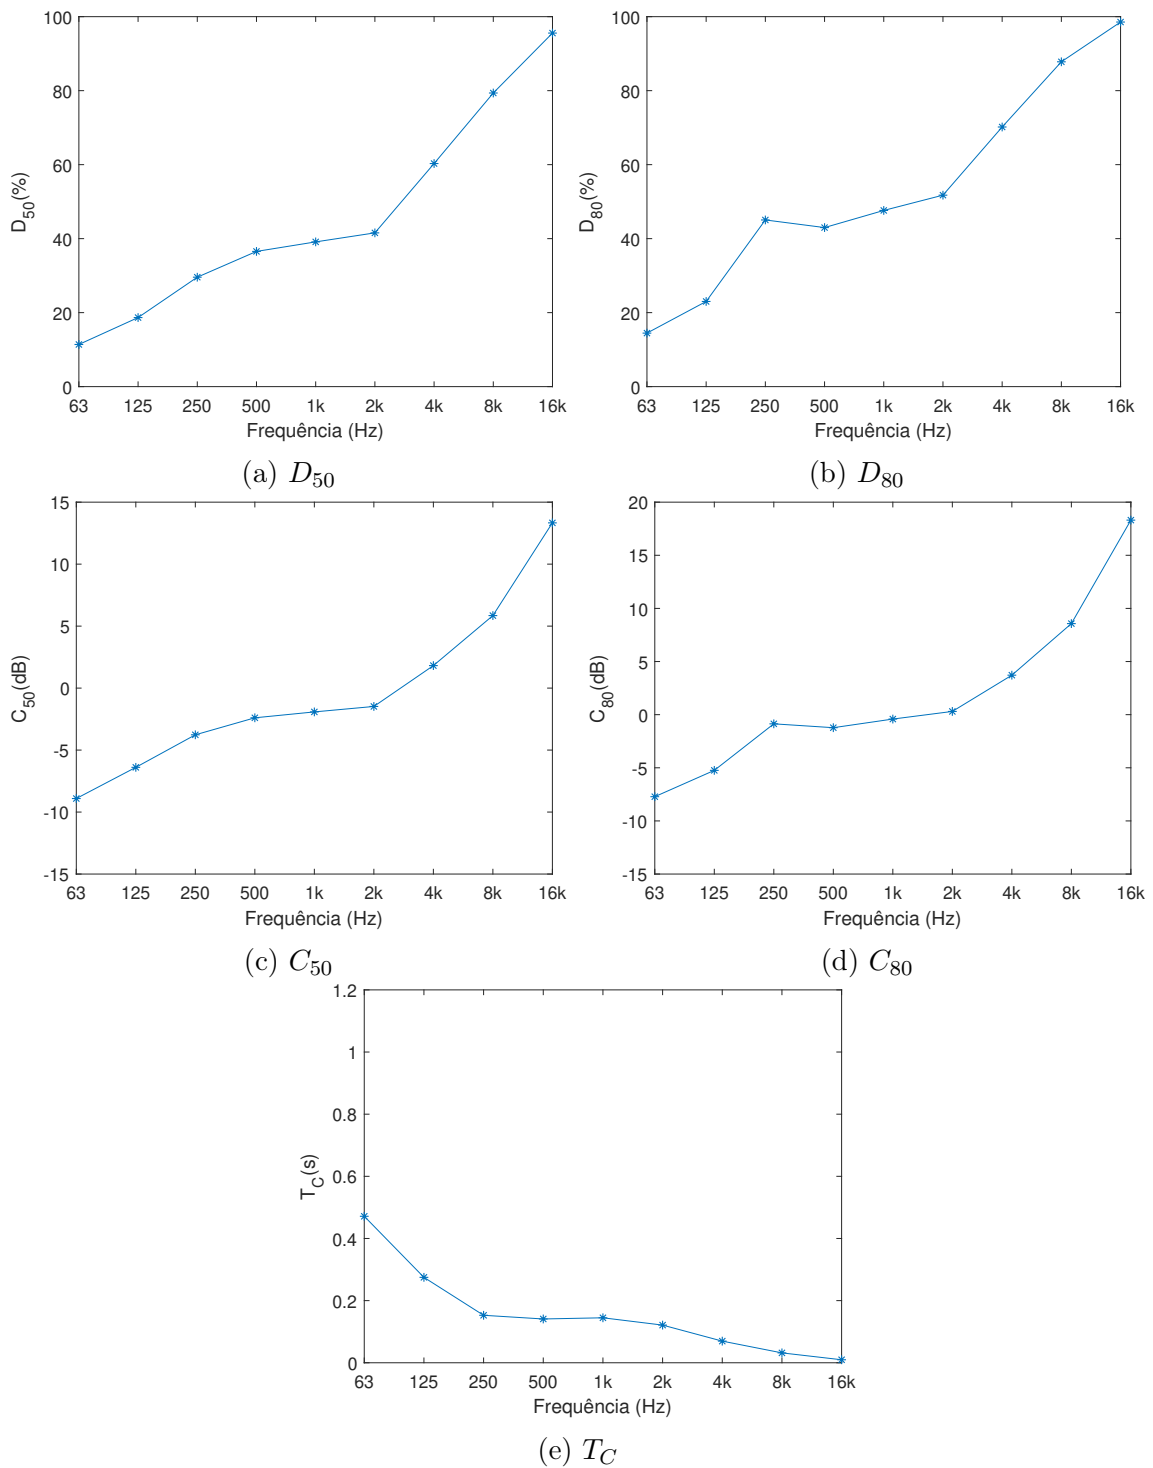 100
80
60
40
20
0
D50(%)
63 125 250 500 1k 2k 4k 8k 16k
Frequência (Hz)
(a) D50
100
80
60
40
20
0
D80(%)
63 125 250 500 1k 2k 4k 8k 16k
Frequência (Hz)
(b) D80
15
10
5
0
-5
-10
-15
C50(dB)
63 125 250 500 1k 2k 4k 8k 16k
Frequência (Hz)
(c) C50
20
15
10
5
0
-5
-10
-15
C80(dB)
63 125 250 500 1k 2k 4k 8k 16k
Frequência (Hz)
(d) C80
1.2
1
0.8
0.6
0.4
0.2
0
TC(s)
63 125 250 500 1k 2k 4k 8k 16k
Frequência (Hz)
(e) TC